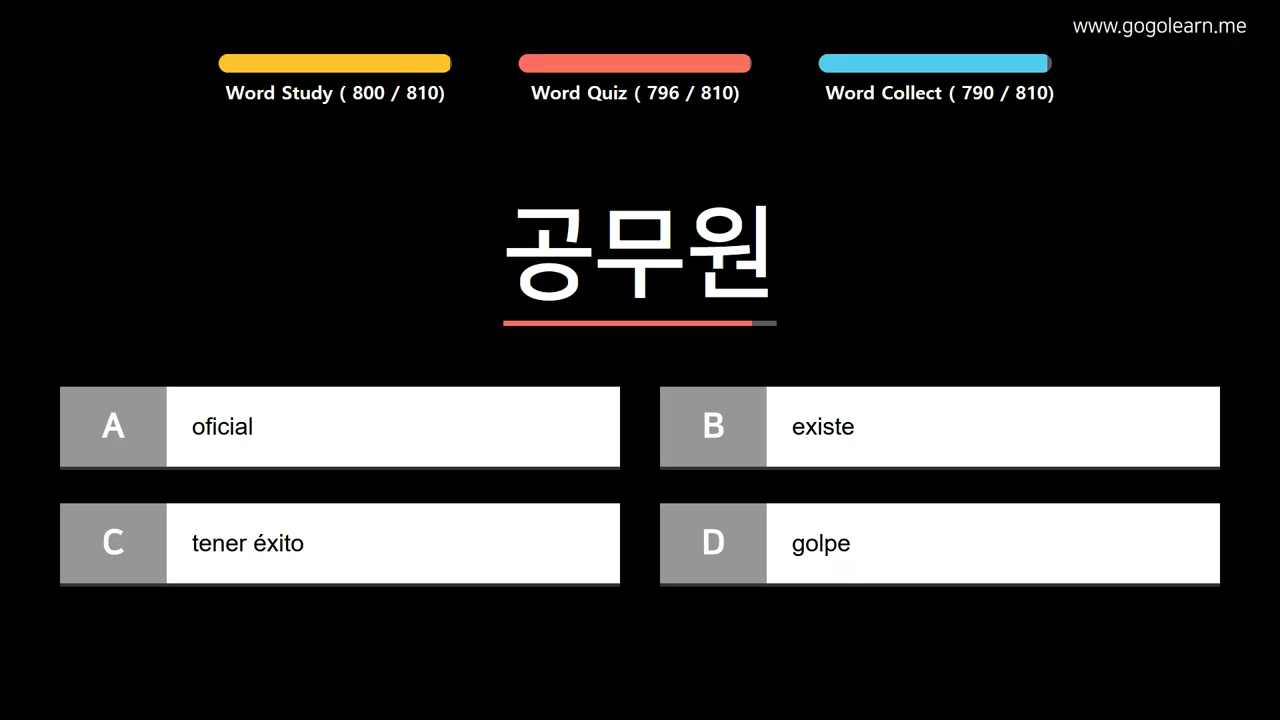 www.gogolearn.me
Word Study ( 800 / 810)
Word Quiz ( 796 / 810)
Word Collect ( 790 / 810)
공무원
A oficial
B existe
C tener éxito
D golpe